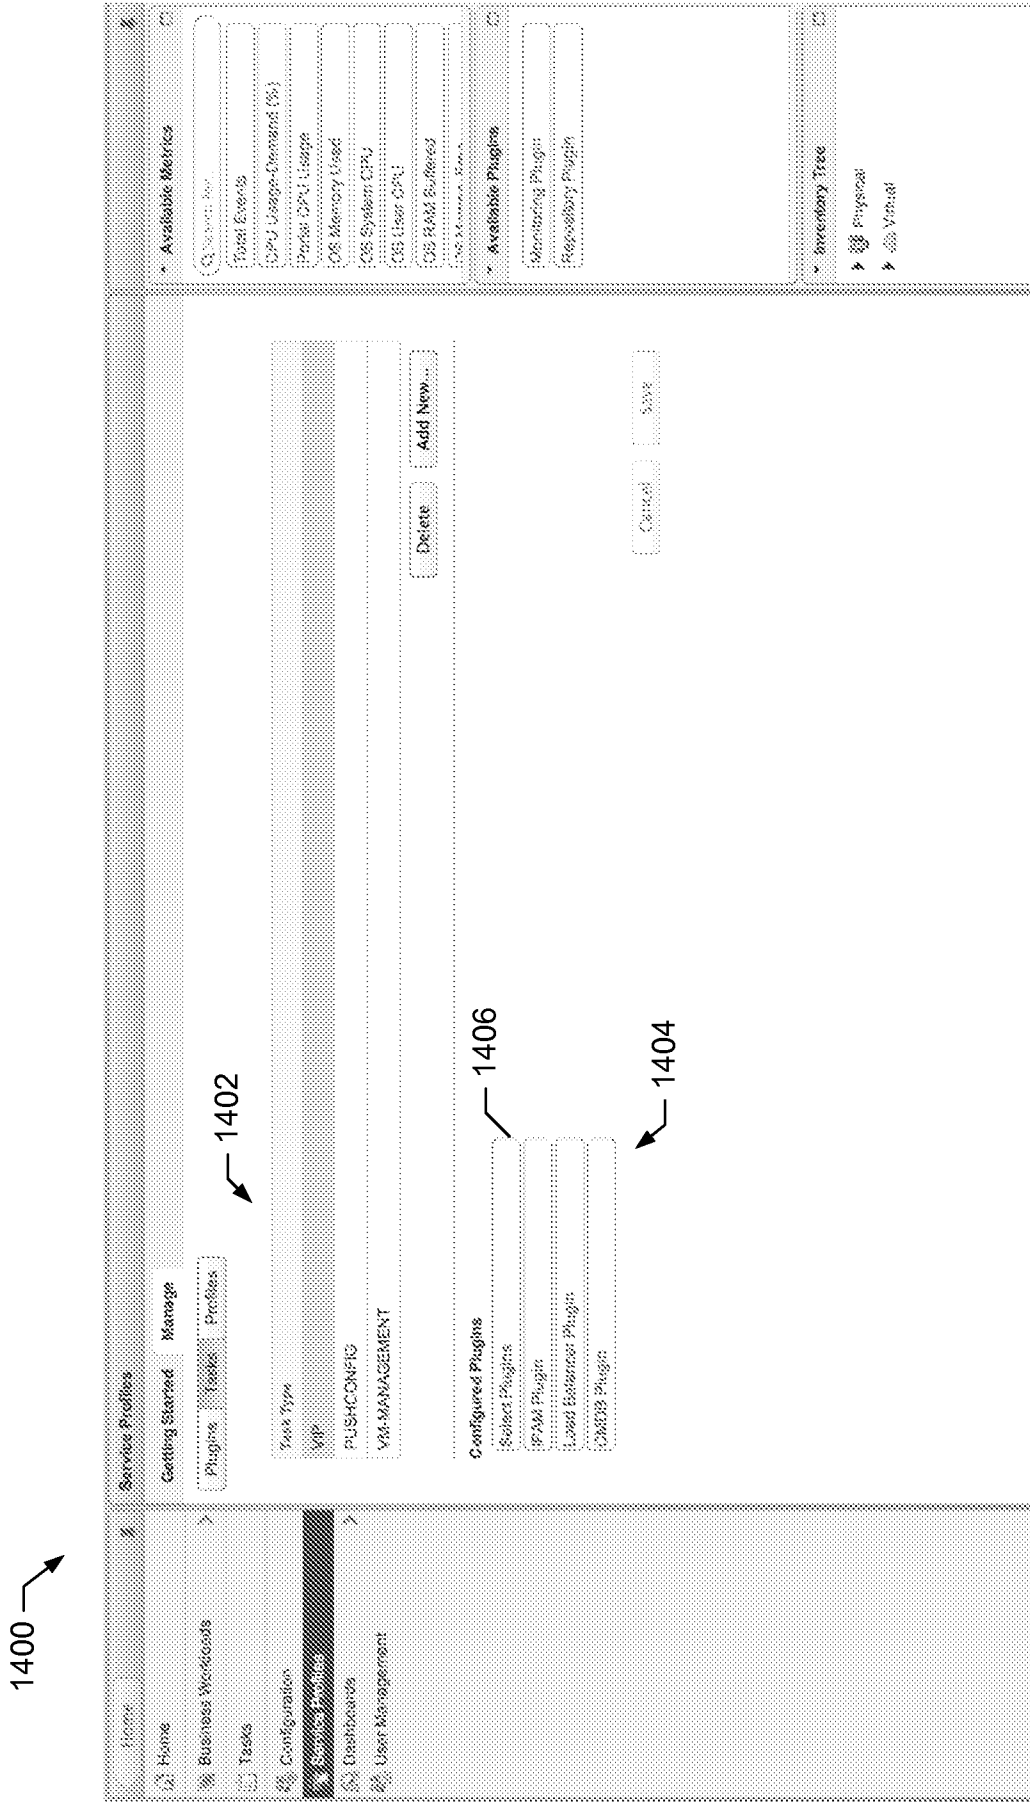 1400
Home
Home
Business Workloads
Tasks
Configuration
Service Profiles
Dashboards
User Management
Service Profiles
Getting Started Manage
Plugins Tasks Profiles
1402
Task Type
VIP
PUSHCONFIG
VM-MANAGEMENT
Delete Add New...
Configured Plugins
Select Plugins
IPAM Plugin
Load Balancer Plugin
CMDB Plugin
1406
1404
Cancel Save
Available Metrics
Total Events
CPU Usage-Demand (%)
Portal CPU Usage
OS Memory Used
OS System CPU
OS User CPU
OS RAM Buffered
Available Plugins
Monitoring Plugin
Repository Plugin
Inventory Tree
Physical
Virtual